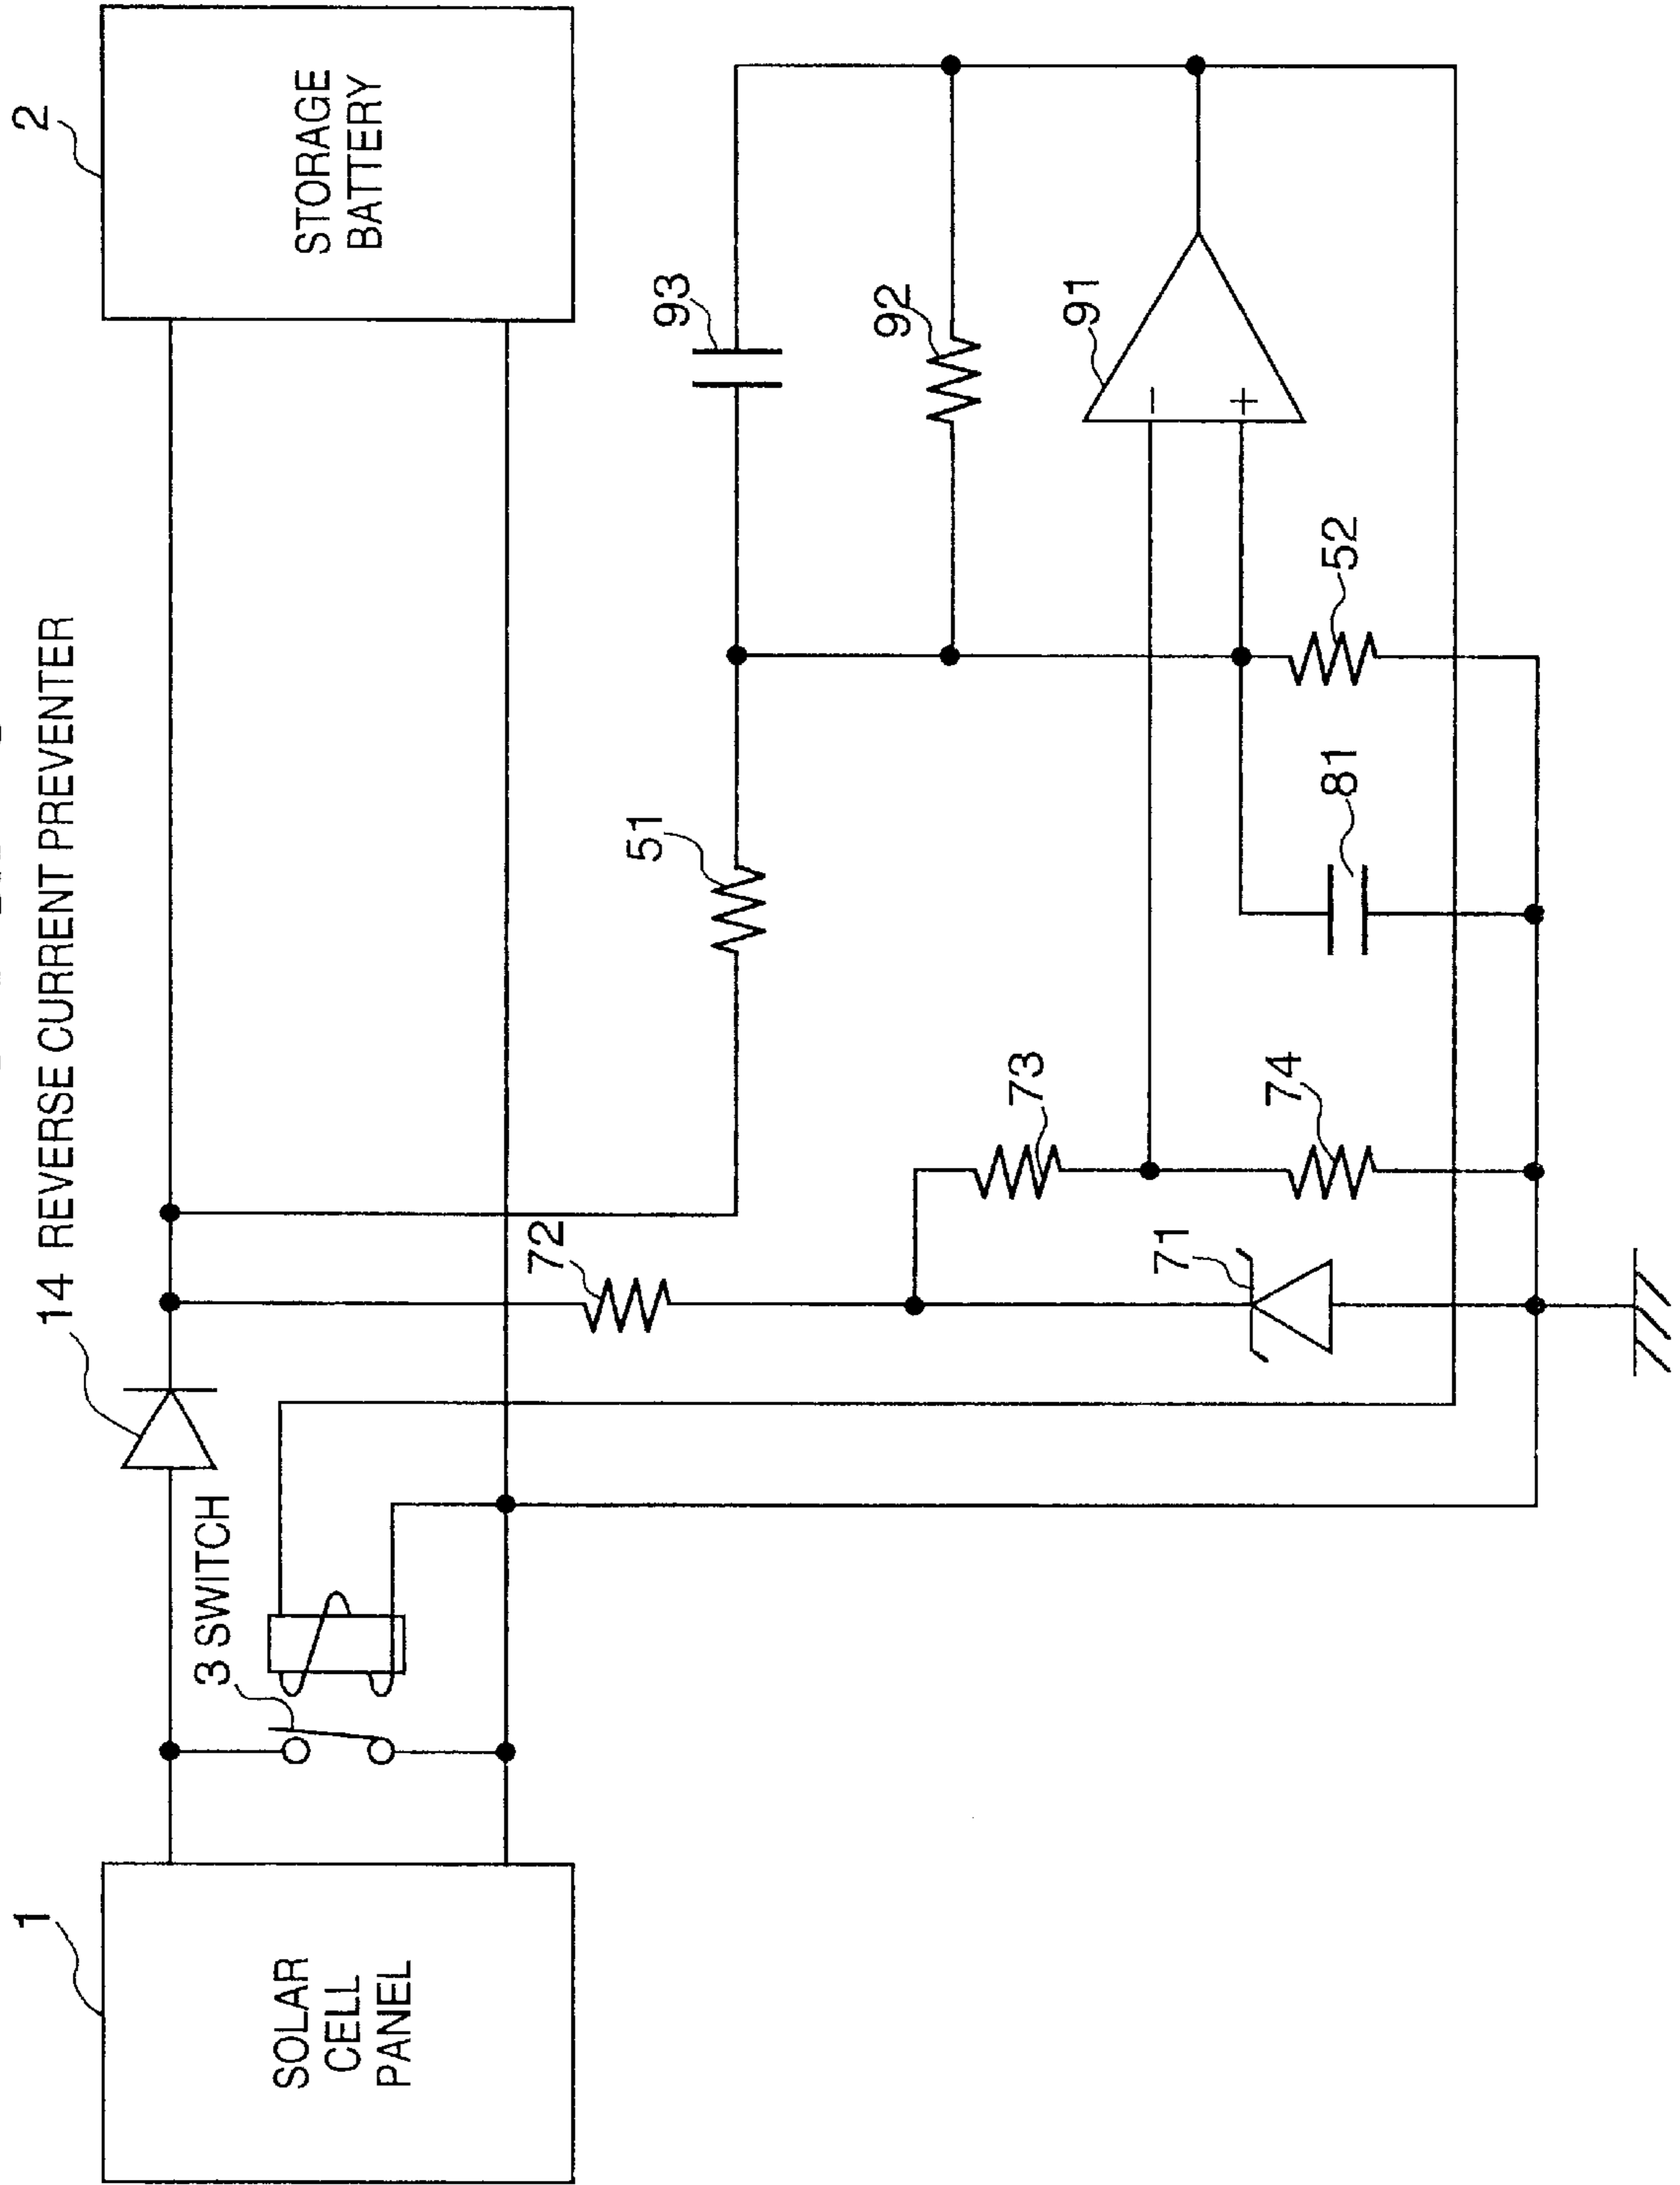 14 REVERSE CURRENT PREVENTER
1
SOLAR
CELL
PANEL
3 SWITCH
2
STORAGE
BATTERY
72
51
93
92
73
91
71
74
81
52
−
+